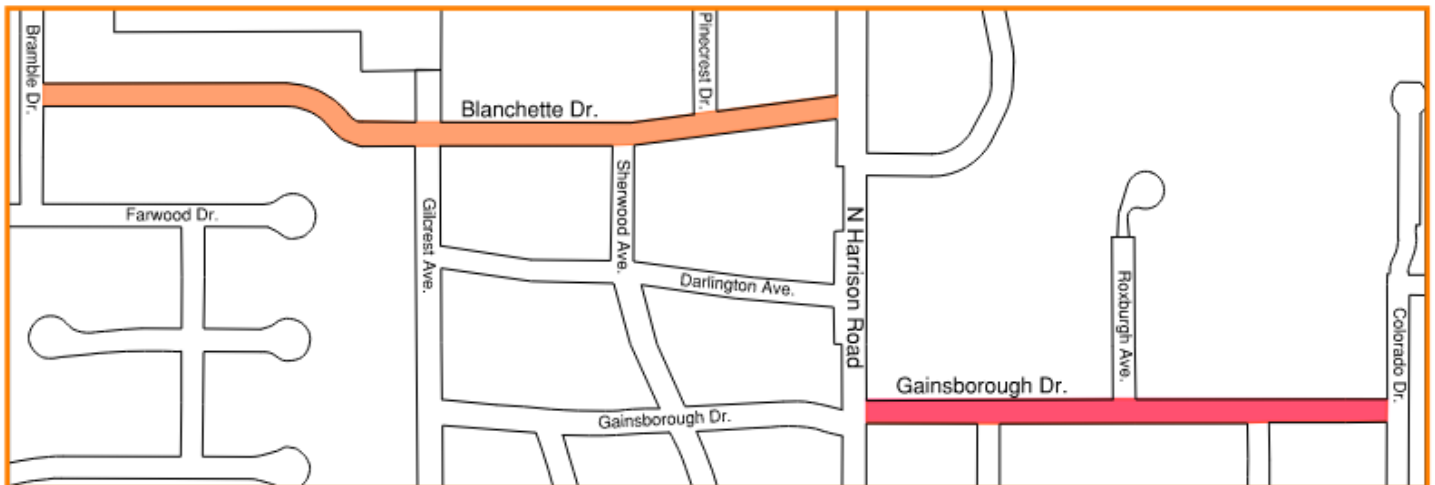 Bramble Dr.
Pinecrest Dr.
Blanchette Dr.
Farwood Dr.
Gilcrest Ave.
Sherwood Ave.
Darlington Ave.
N Harrison Road
Roxburgh Ave.
Colorado Dr.
Gainsborough Dr.
Gainsborough Dr.